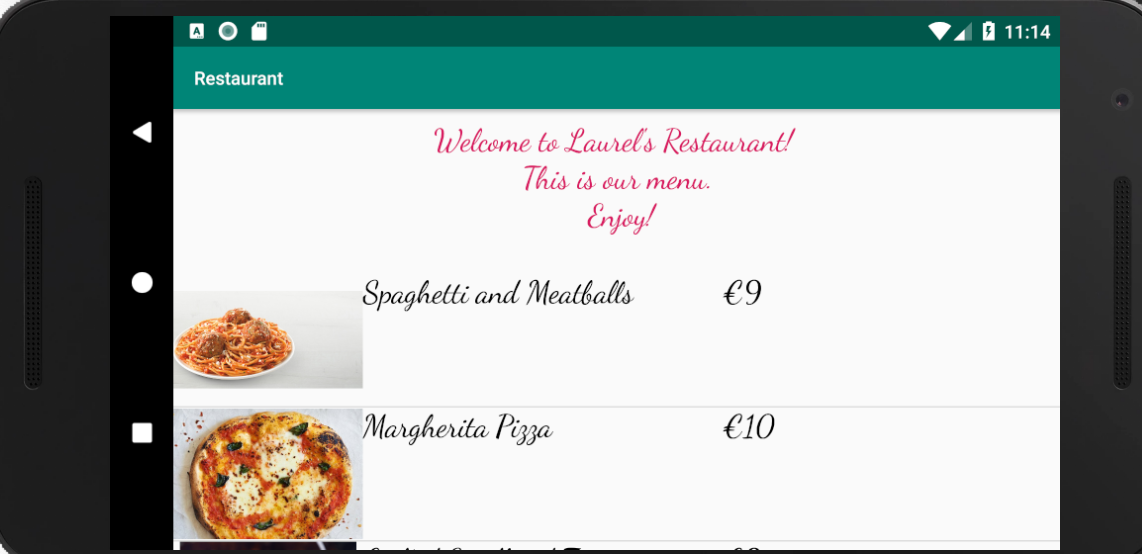 11:14
Restaurant
Welcome to Laurel's Restaurant!
This is our menu.
Enjoy!
Spaghetti and Meatballs €9
Margherita Pizza €10